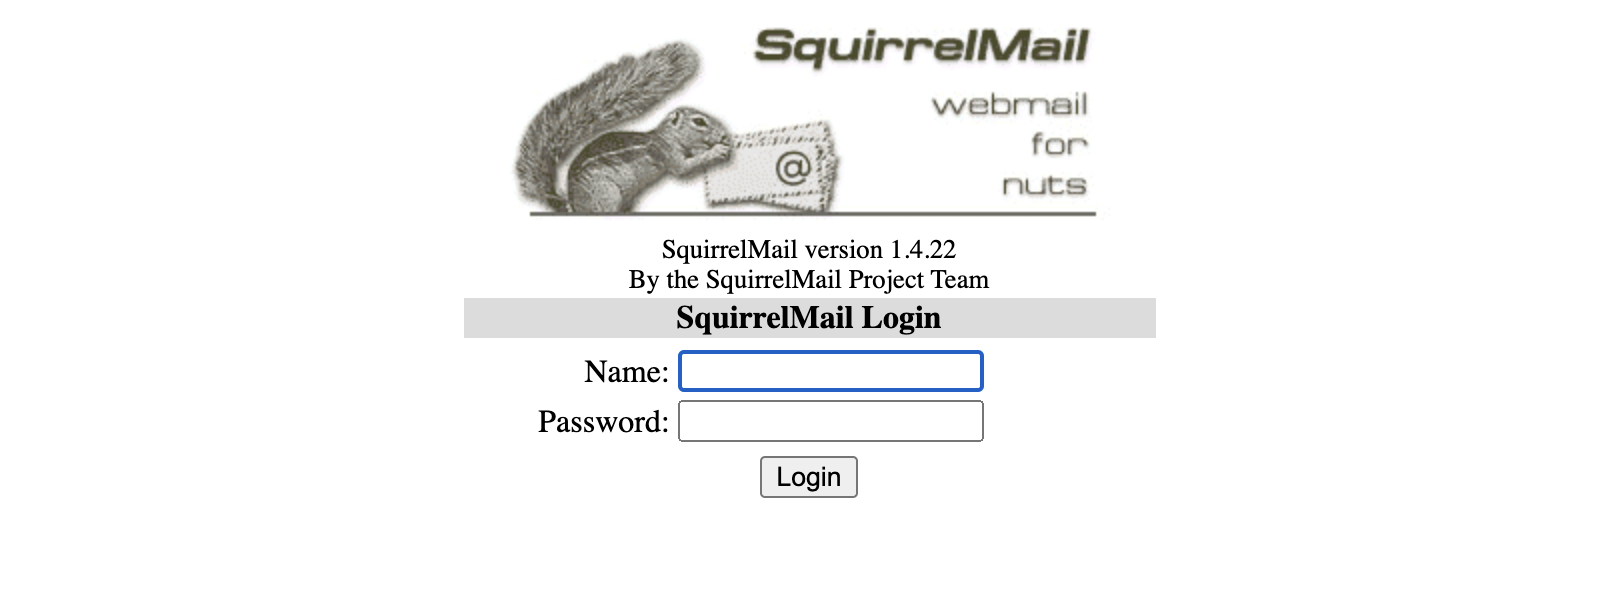 SquirrelMail
webmail
for
nuts
@
SquirrelMail version 1.4.22
By the SquirrelMail Project Team
SquirrelMail Login
Name:
Password:
Login